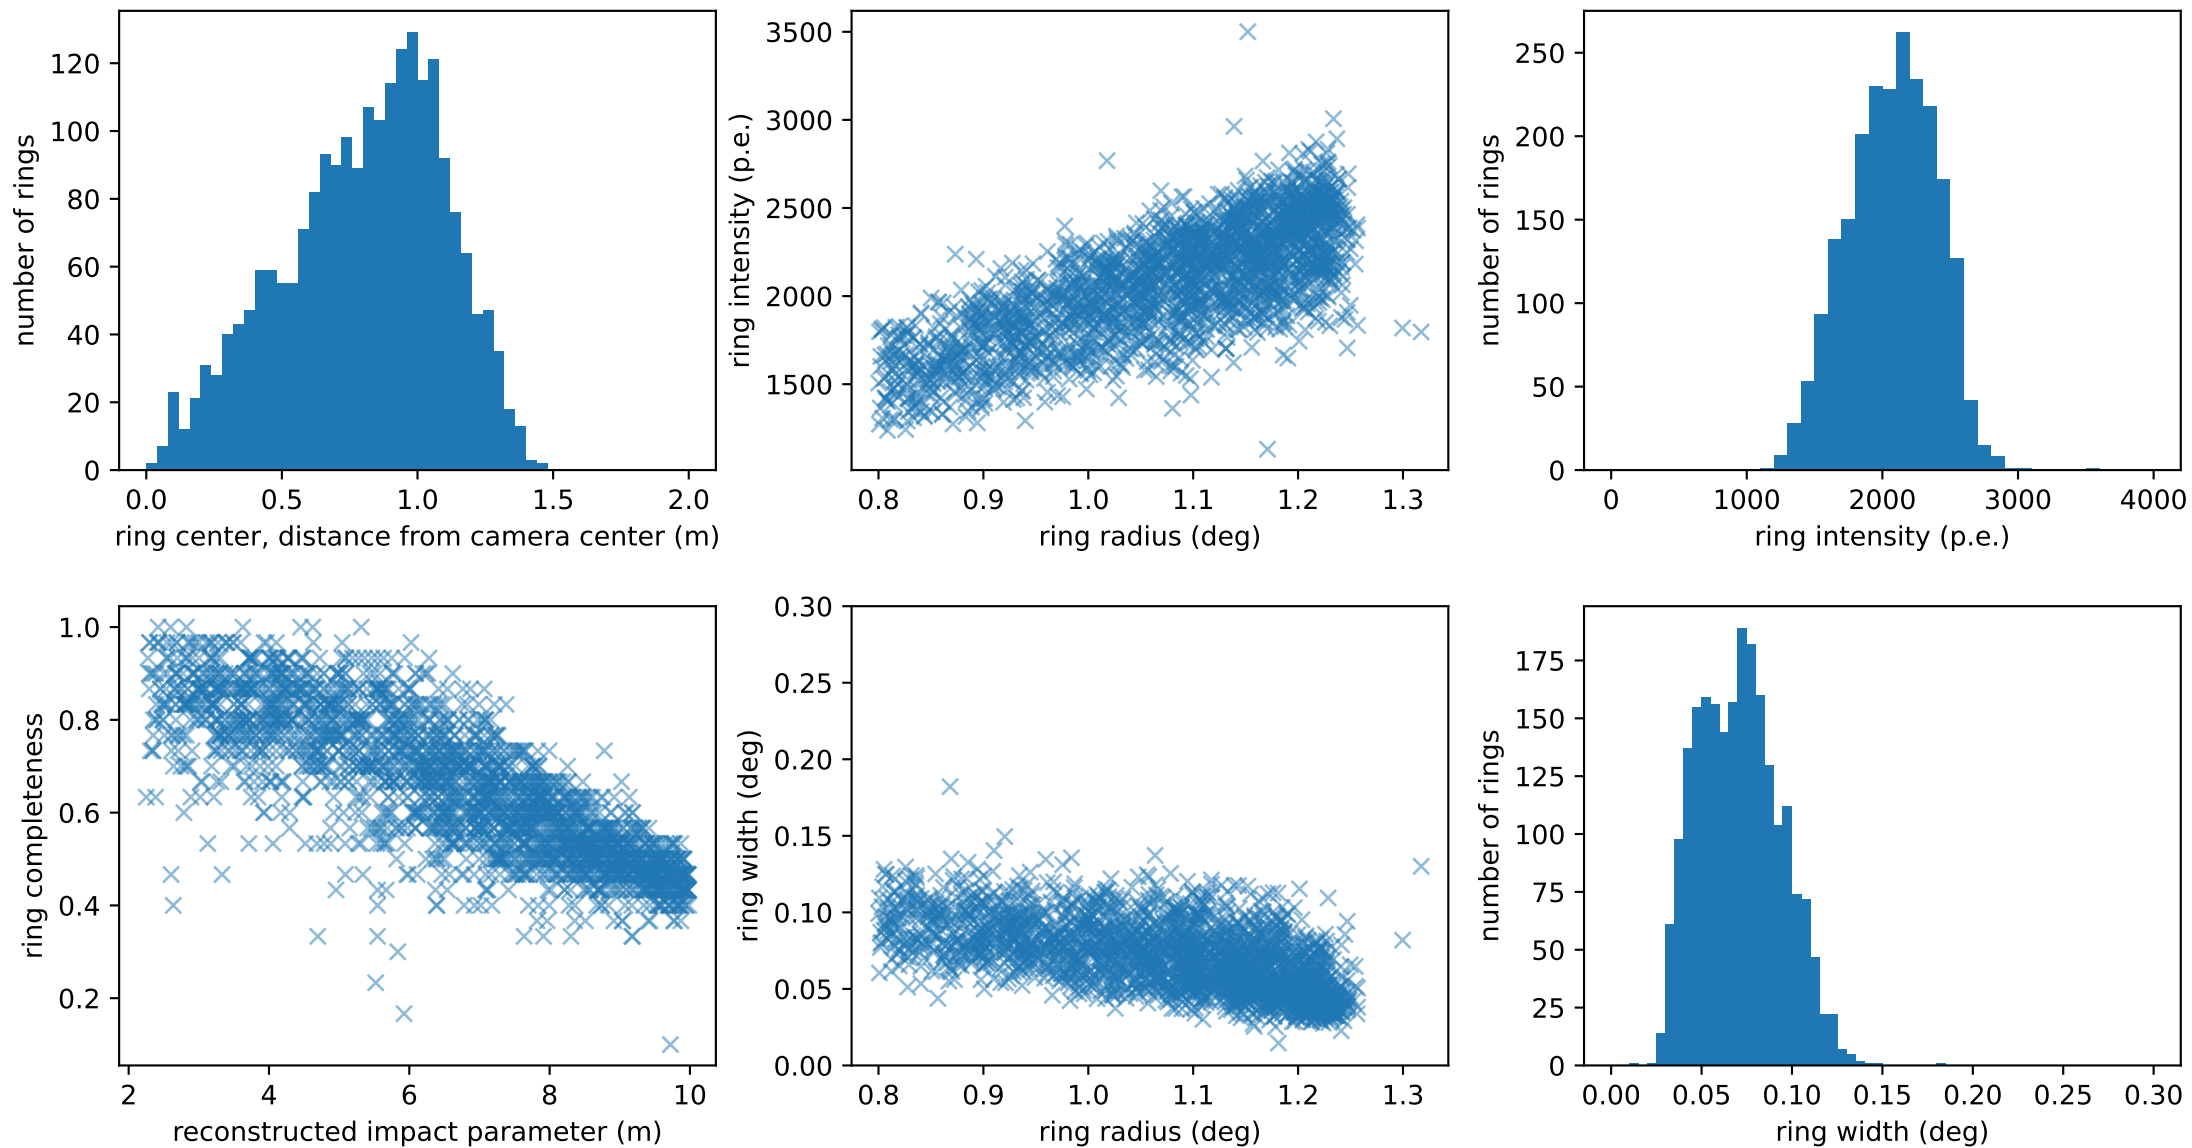 number of rings
120
100
80
60
40
20
0
0.0 0.5 1.0 1.5 2.0
ring center, distance from camera center (m)
ring intensity (p.e.)
3500
3000
2500
2000
1500
0.8 0.9 1.0 1.1 1.2 1.3
ring radius (deg)
number of rings
250
200
150
100
50
0
0 1000 2000 3000 4000
ring intensity (p.e.)
ring completeness
1.0
0.8
0.6
0.4
0.2
2 4 6 8 10
reconstructed impact parameter (m)
ring width (deg)
0.30
0.25
0.20
0.15
0.10
0.05
0.00
0.8 0.9 1.0 1.1 1.2 1.3
ring radius (deg)
number of rings
175
150
125
100
75
50
25
0
0.00 0.05 0.10 0.15 0.20 0.25 0.30
ring width (deg)